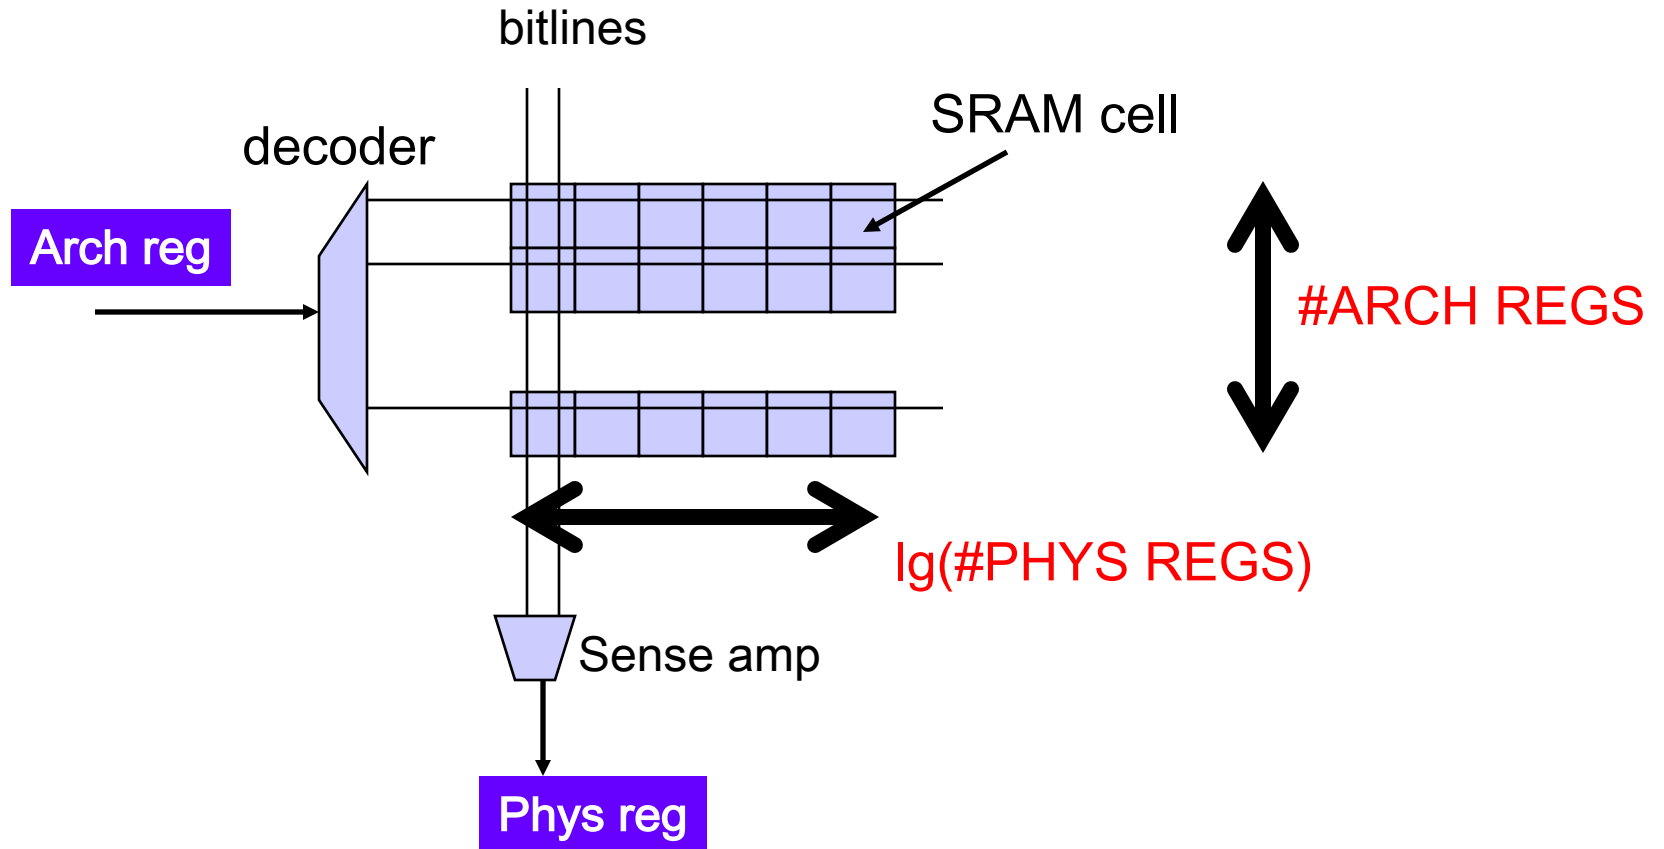 bitlines
SRAM cell
decoder
Arch reg
#ARCH REGS
lg(#PHYS REGS)
Sense amp
Phys reg